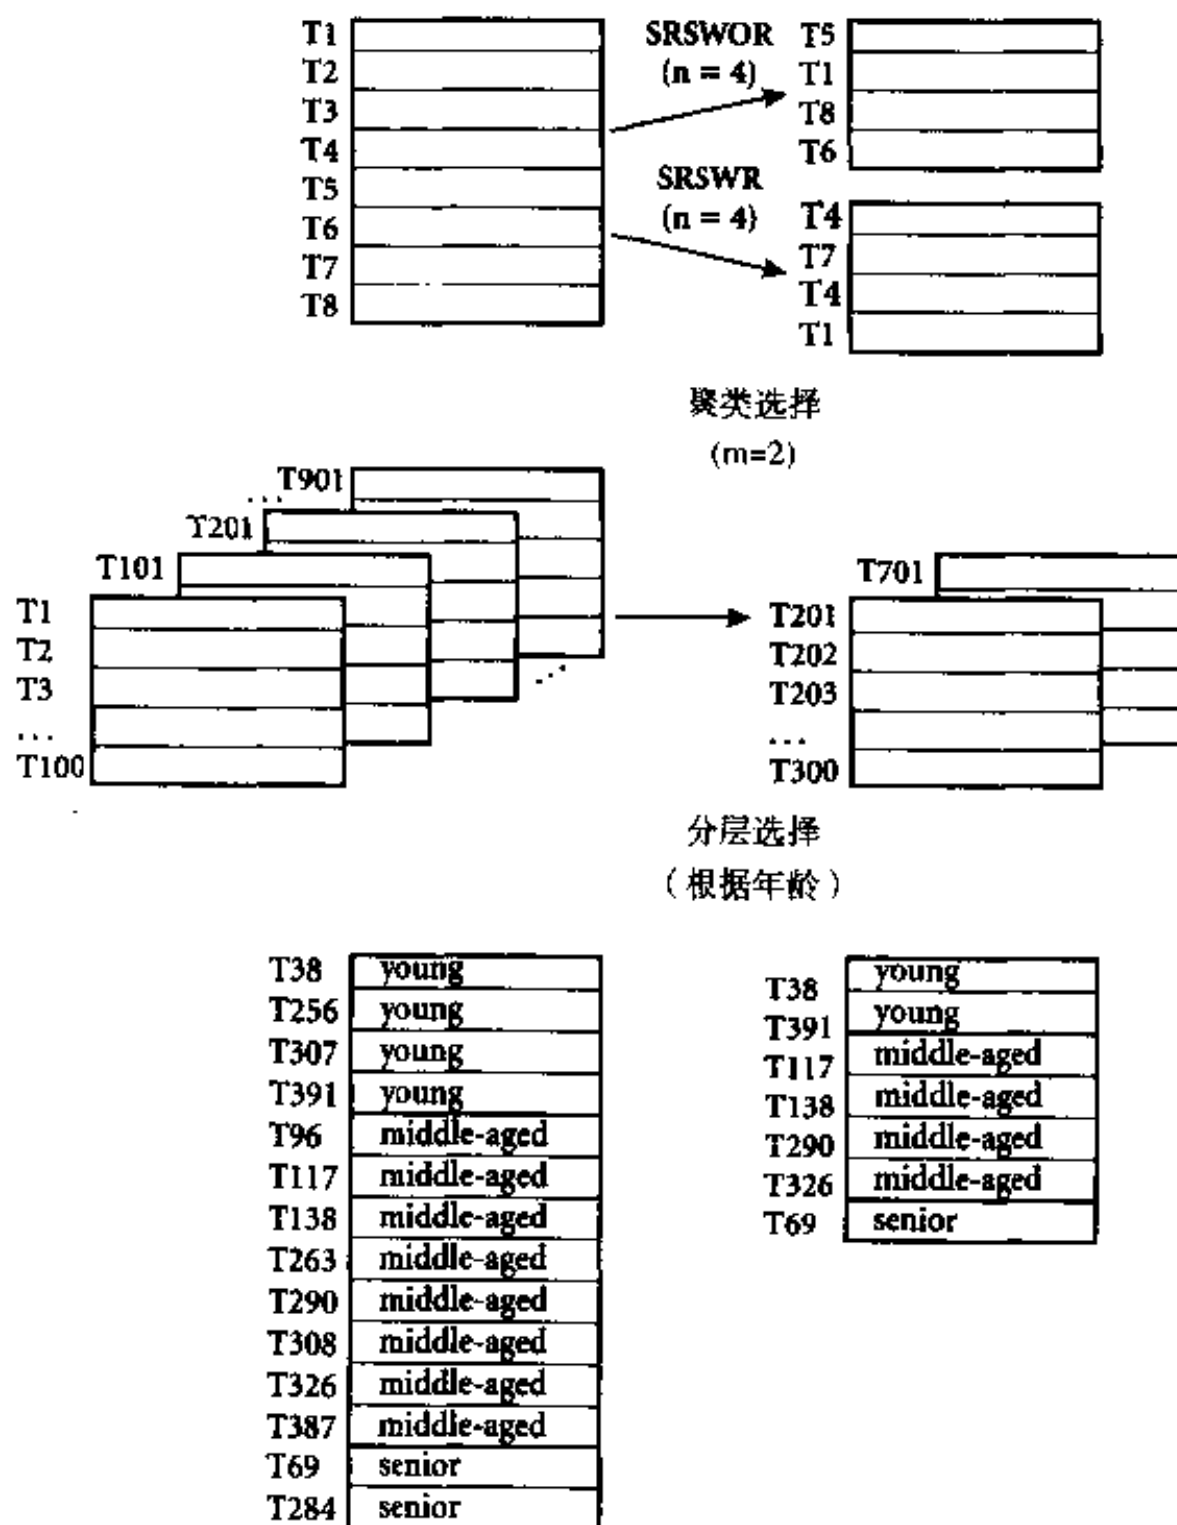 T1
T2
T3
T4
T5
T6
T7
T8
SRSWOR
(n = 4)
SRSWR
(n = 4)
T5
T1
T8
T6
T4
T7
T4
T1
聚类选择
(m=2)
T901
...
T201
T101
T1
T2
T3
...
T100
...
T701
T201
T202
T203
...
T300
分层选择
（根据年龄）
T38 young
T256 young
T307 young
T391 young
T96 middle-aged
T117 middle-aged
T138 middle-aged
T263 middle-aged
T290 middle-aged
T308 middle-aged
T326 middle-aged
T387 middle-aged
T69 senior
T284 senior
T38 young
T391 young
T117 middle-aged
T138 middle-aged
T290 middle-aged
T326 middle-aged
T69 senior